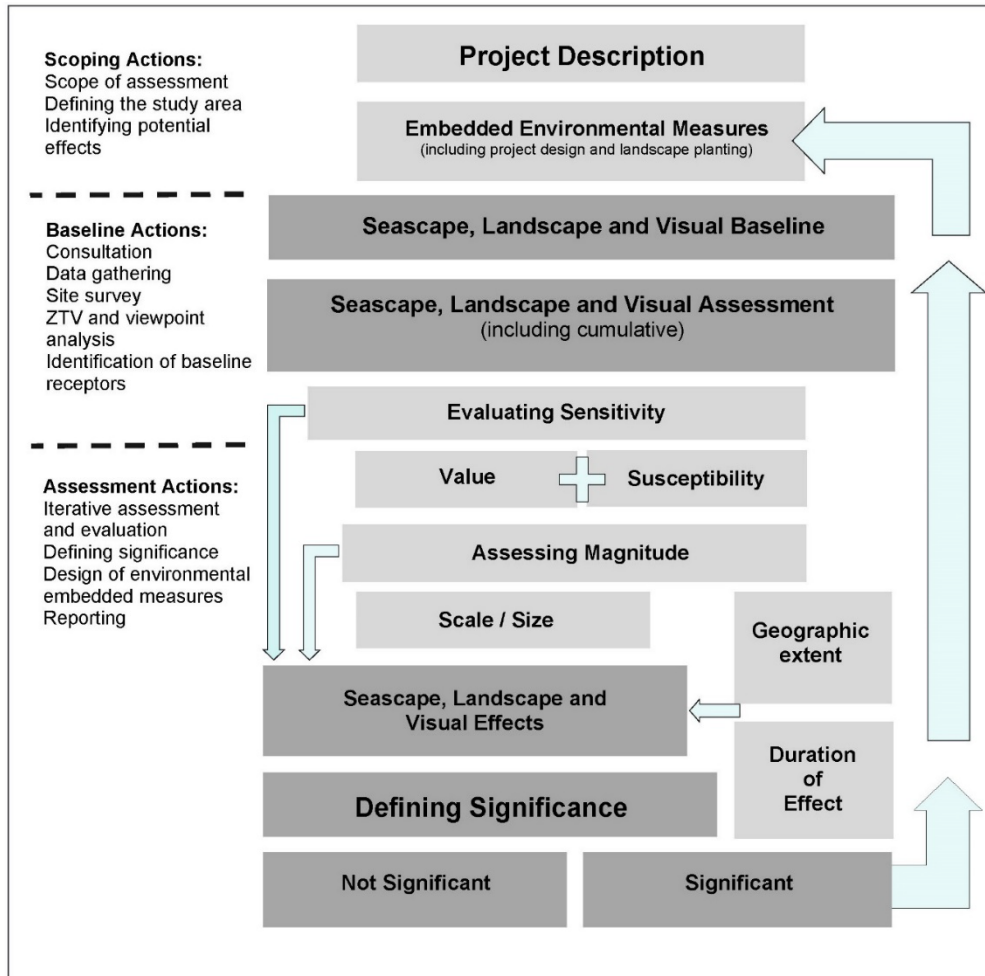 Scoping Actions:
Scope of assessment
Defining the study area
Identifying potential
effects
Baseline Actions:
Consultation
Data gathering
Site survey
ZTV and viewpoint
analysis
Identification of baseline
receptors
Assessment Actions:
Iterative assessment
and evaluation
Defining significance
Design of environmental
embedded measures
Reporting
Project Description
Embedded Environmental Measures
(including project design and landscape planting)
Seascape, Landscape and Visual Baseline
Seascape, Landscape and Visual Assessment
(including cumulative)
Evaluating Sensitivity
Value
Susceptibility
Assessing Magnitude
Scale / Size
Geographic
extent
Seascape, Landscape and
Visual Effects
Duration
of
Effect
Defining Significance
Not Significant
Significant